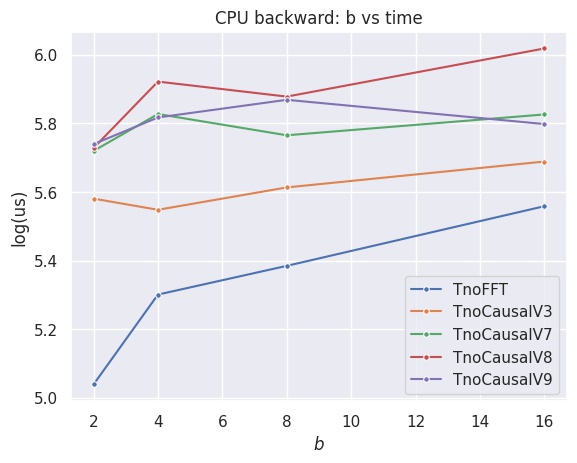 CPU backward: b vs time
log(us)
6.0
5.8
5.6
5.4
5.2
5.0
2 4 6 8 10 12 14 16
b
TnoFFT
TnoCausalV3
TnoCausalV7
TnoCausalV8
TnoCausalV9